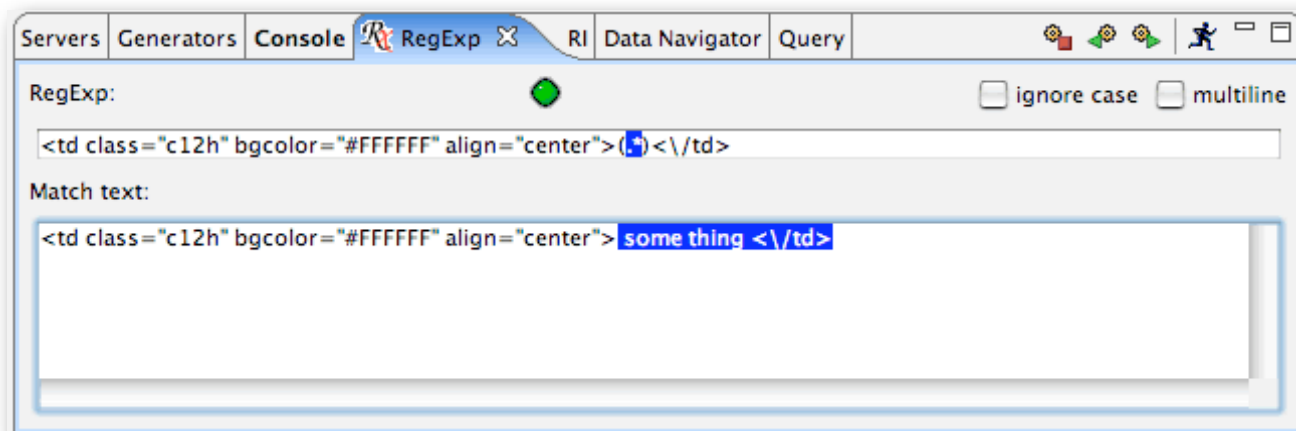 Servers Generators Console RegExp RI Data Navigator Query
RegExp: ignore case multiline
<td class="c12h" bgcolor="#FFFFFF" align="center">(.*)<\/td>
Match text:
<td class="c12h" bgcolor="#FFFFFF" align="center"> some thing <\/td>